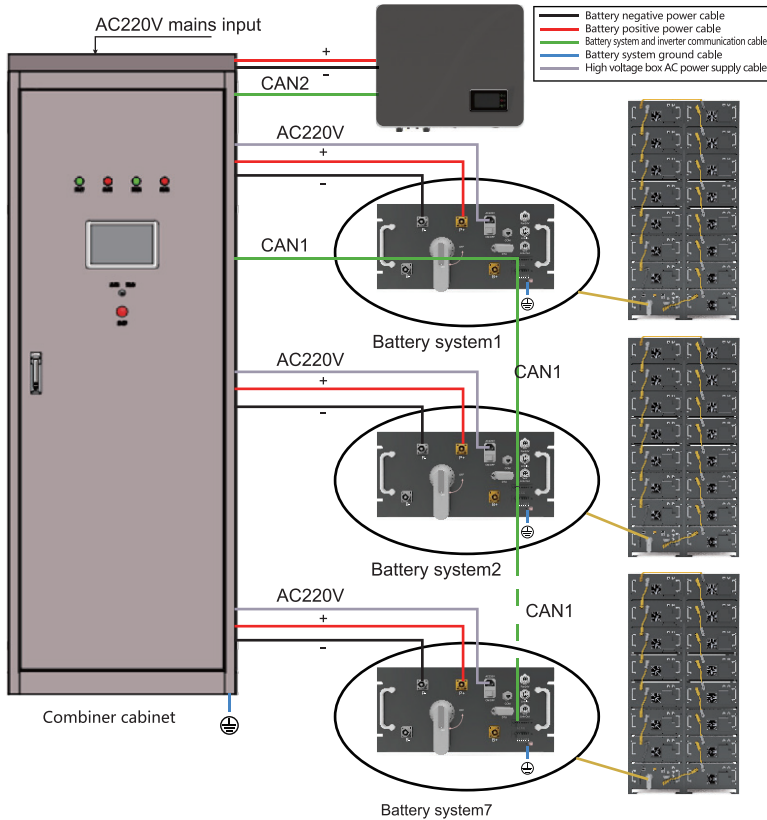 AC220V mains input
Battery negative power cable
Battery positive power cable
Battery system and inverter communication cable
Battery system ground cable
High voltage box AC power supply cable
+
-
CAN2
AC220V
+
-
CAN1
Battery system1
CAN1
AC220V
+
-
Battery system2
CAN1
AC220V
+
-
Combiner cabinet
Battery system7